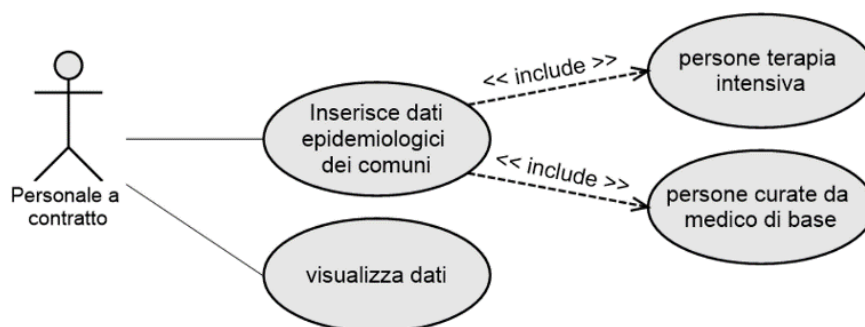 persone terapia
intensiva
<< include >>
Inserisce dati
epidemiologici
dei comuni
<< include >>
Personale a
contratto
persone curate da
medico di base
visualizza dati